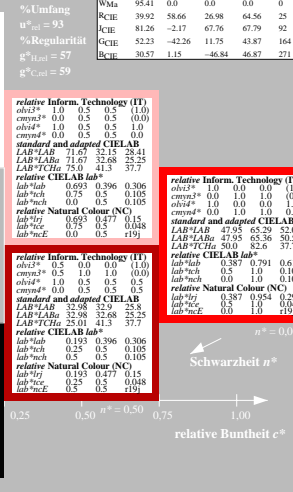 %Umfang
u*rel = 93
%Regularität
g*H,rel = 57
g*C,rel = 59
WMa 95.41 0.0 0.0 0.0 0
RCIE 39.92 58.66 26.98 64.56 25
JCIE 81.26 −2.17 67.76 67.79 92
GCIE 52.23 −42.26 11.75 43.87 164
BCIE 30.57 1.15 −46.84 46.87 271
relative Inform. Technology (IT)
olvi3* 1.0 0.5 0.5 (1.0)
cmyn3* 0.0 0.5 0.5 (0.0)
olvi4* 1.0 0.5 0.5 1.0
cmyn4* 0.0 0.5 0.5 0.0
standard and adapted CIELAB
LAB*LAB 71.67 32.15 28.41
LAB*LABa 71.67 32.68 25.25
LAB*TCHa 75.0 41.3 37.7
relative CIELAB lab*
lab*lab 0.693 0.396 0.306
lab*tch 0.75 0.5 0.105
lab*nch 0.0 0.5 0.105
relative Natural Colour (NC)
lab*lrj 0.693 0.477 0.15
lab*tce 0.75 0.5 0.048
lab*ncE 0.0 0.5 r19j
relative Inform. Technology (IT)
olvi3* 0.5 0.0 0.0 (1.0)
cmyn3* 0.5 1.0 1.0 (0.0)
olvi4* 1.0 0.5 0.5 0.5
cmyn4* 0.0 0.5 0.5 0.5
standard and adapted CIELAB
LAB*LAB 32.98 32.9 25.8
LAB*LABa 32.98 32.68 25.25
LAB*TCHa 25.01 41.3 37.7
relative CIELAB lab*
lab*lab 0.193 0.396 0.306
lab*tch 0.25 0.5 0.105
lab*nch 0.5 0.5 0.105
relative Natural Colour (NC)
lab*lrj 0.193 0.477 0.15
lab*tce 0.25 0.5 0.048
lab*ncE 0.5 0.5 r19j
relative Inform. Technology (IT
olvi3* 1.0 0.0 0.0
cmyn3* 0.0 1.0 1.0
olvi4* 1.0 0.0 0.0
cmyn4* 0.0 1.0 1.0
standard and adapted CIELAB
LAB*LAB 47.95 65.29
LAB*LABa 47.95 65.36
LAB*TCHa 50.0 82.6
relative CIELAB lab*
lab*lab 0.387 0.791
lab*tch 0.5 1.0
lab*nch 0.0 1.0
relative Natural Colour (NC)
lab*lrj 0.387 0.954
lab*tce 0.5 1.0
lab*ncE 0.0 1.0
n* = 0,0
Schwarzheit n*
n* = 0,50
0,25 0,50 0,75 1,00
relative Buntheit c*